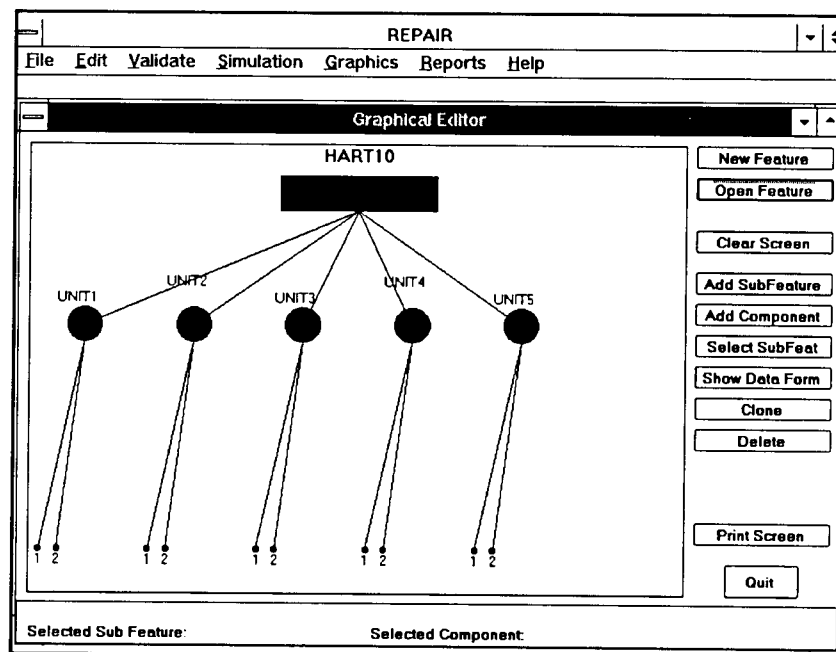 REPAIR
File Edit Validate Simulation Graphics Reports Help
Graphical Editor
HART10
UNIT1
UNIT2
UNIT3
UNIT4
UNIT5
1 2 1 2 1 2 1 2 1 2
New Feature
Open Feature
Clear Screen
Add SubFeature
Add Component
Select SubFeat
Show Data Form
Clone
Delete
Print Screen
Quit
Selected Sub Feature: Selected Component: